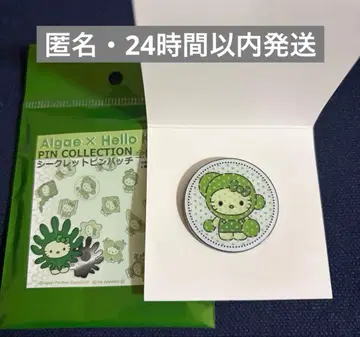 匿名・24時間以内発送
Algae × Hello
PIN COLLECTION
シークレットピンバッチ